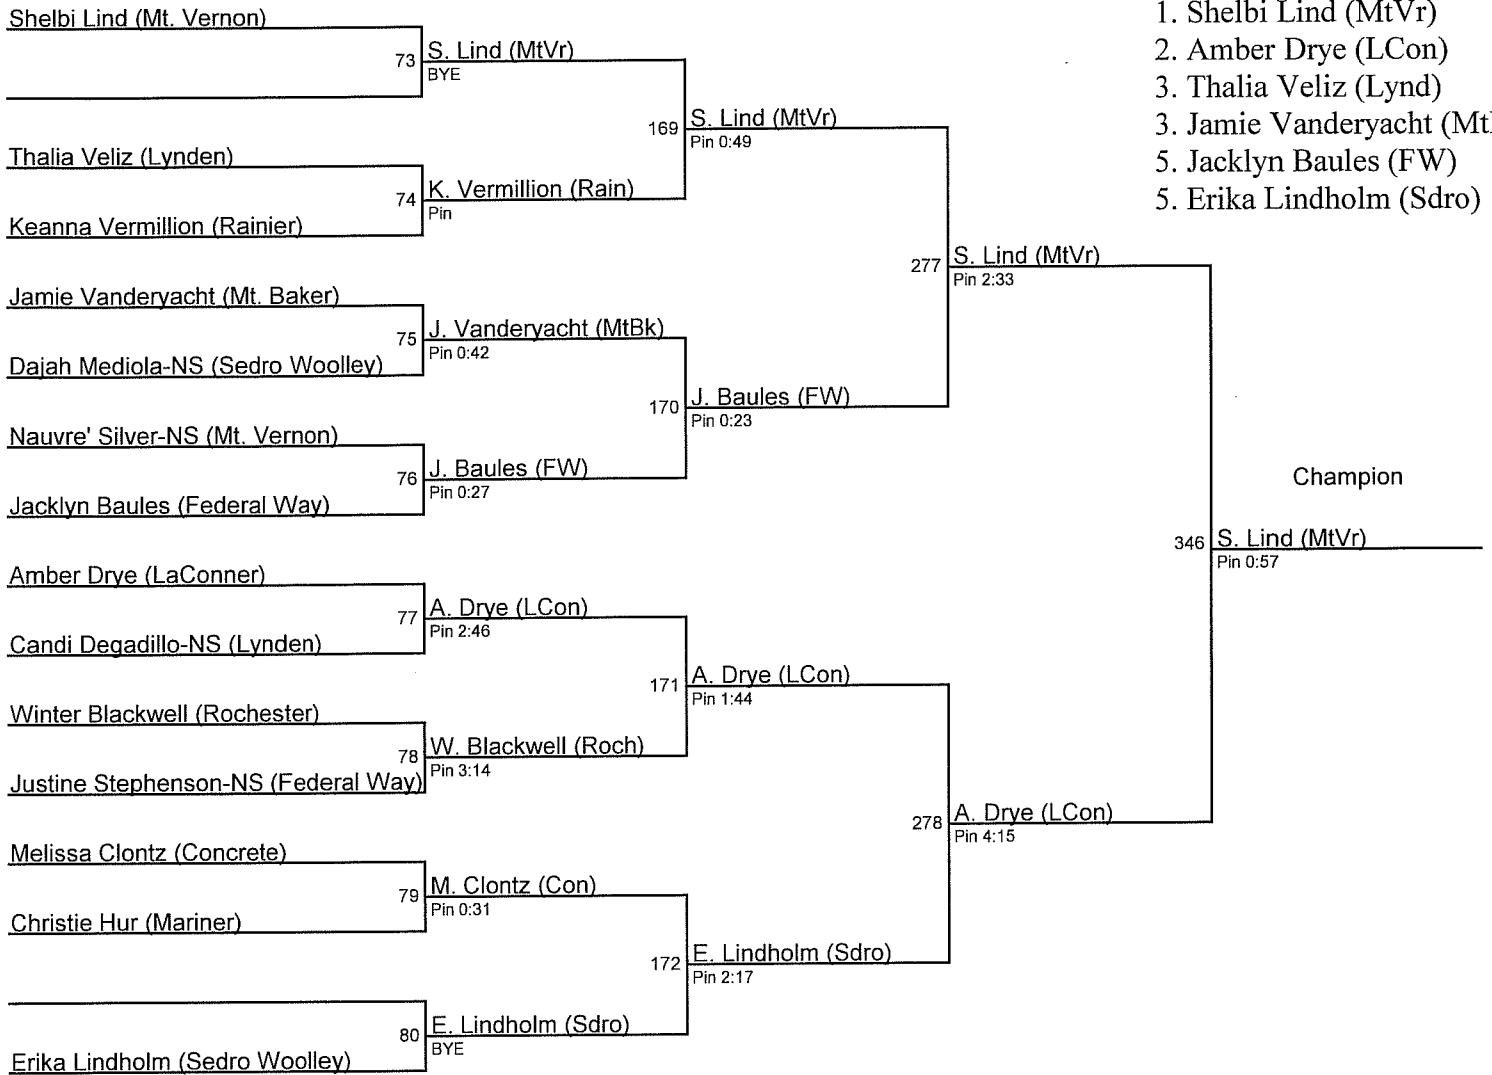 Shelbi Lind (Mt. Vernon)
73 S. Lind (MtVr)
BYE
Thalia Veliz (Lynden)
74 K. Vermillion (Rain)
Pin
Keanna Vermillion (Rainier)
169 S. Lind (MtVr)
Pin 0:49
Jamie Vanderyacht (Mt. Baker)
75 J. Vanderyacht (MtBk)
Pin 0:42
Dajah Mediola-NS (Sedro Woolley)
170 J. Baules (FW)
Pin 0:23
Nauvre' Silver-NS (Mt. Vernon)
76 J. Baules (FW)
Pin 0:27
Jacklyn Baules (Federal Way)
277 S. Lind (MtVr)
Pin 2:33
Amber Drye (LaConner)
77 A. Drye (LCon)
Pin 2:46
Candi Degadillo-NS (Lynden)
171 A. Drye (LCon)
Pin 1:44
Winter Blackwell (Rochester)
78 W. Blackwell (Roch)
Pin 3:14
Justine Stephenson-NS (Federal Way)
278 A. Drye (LCon)
Pin 4:15
Melissa Clontz (Concrete)
79 M. Clontz (Con)
Pin 0:31
Christie Hur (Mariner)
172 E. Lindholm (Sdro)
Pin 2:17
80 E. Lindholm (Sdro)
BYE
Erika Lindholm (Sedro Woolley)
Champion
346 S. Lind (MtVr)
Pin 0:57
1. Shelbi Lind (MtVr)
2. Amber Drye (LCon)
3. Thalia Veliz (Lynd)
3. Jamie Vanderyacht (Mt
5. Jacklyn Baules (FW)
5. Erika Lindholm (Sdro)